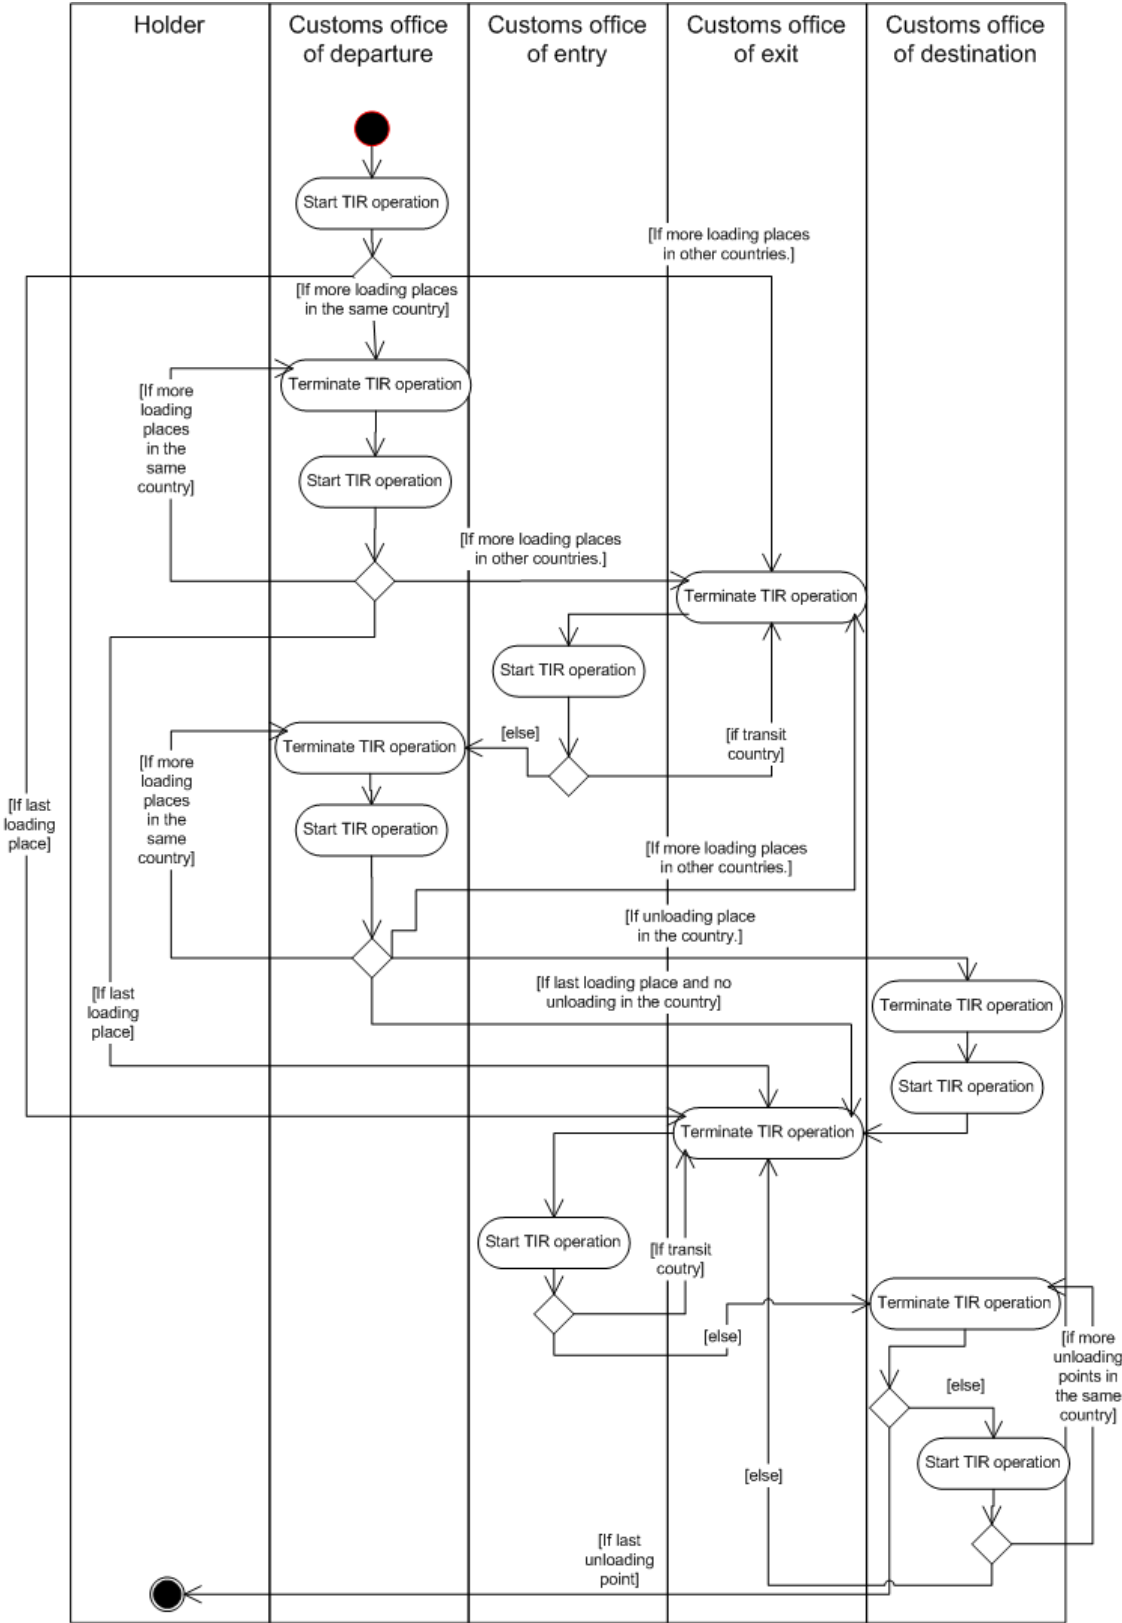 Holder
Customs office
of departure
Customs office
of entry
Customs office
of exit
Customs office
of destination
Start TIR operation
[If more loading places
in other countries.]
[If more loading places
in the same country]
Terminate TIR operation
[If more
loading
places
in the
same
country]
Start TIR operation
[If more loading places
in other countries.]
Terminate TIR operation
Start TIR operation
[else]
[if transit
country]
Terminate TIR operation
[If more
loading
places
in the
same
country]
[If last
loading
place]
Start TIR operation
[If more loading places
in other countries.]
[If unloading place
in the country.]
[If last loading place and no
unloading in the country]
[If last
loading
place]
Terminate TIR operation
Start TIR operation
Terminate TIR operation
Start TIR operation
[If transit
coutry]
Terminate TIR operation
[else]
[if more
unloading
points in
the same
country]
[else]
Start TIR operation
[else]
[If last
unloading
point]